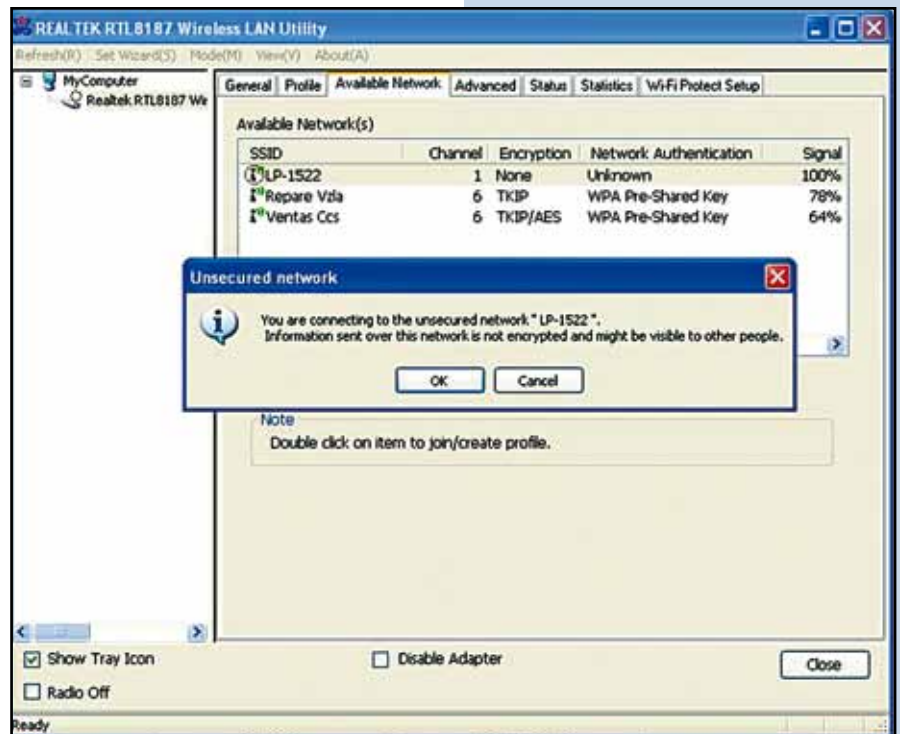 REALTEK RTL8187 Wireless LAN Utility
Refresh(R) Set Wizard(S) Mode(M) View(V) About(A)
MyComputer
Realtek RTL8187 Wi
General Profile Available Network Advanced Status Statistics Wi-Fi Protect Setup
Available Network(s)
SSID Channel Encryption Network Authentication Signal
LP-1522 1 None Unknown 100%
Repare Vzla 6 TKIP WPA Pre-Shared Key 78%
Ventas Ccs 6 TKIP/AES WPA Pre-Shared Key 64%
Unsecured network
You are connecting to the unsecured network " LP-1522 ".
Information sent over this network is not encrypted and might be visible to other people.
OK Cancel
Note
Double click on item to join/create profile.
Show Tray Icon Disable Adapter Close
Radio Off
Ready